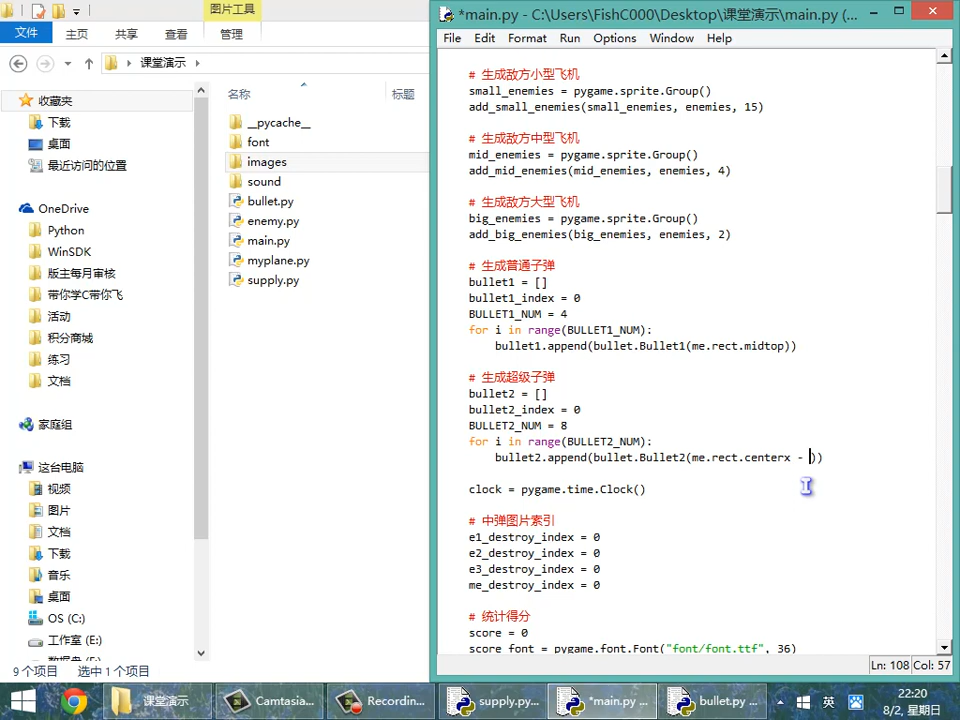 图片工具
文件
主页
共享
查看
管理
课堂演示
名称
标题
收藏夹
下载
桌面
最近访问的位置
OneDrive
Python
WinSDK
版主每月审核
带你学C带你飞
活动
积分商城
练习
文档
家庭组
这台电脑
视频
图片
文档
下载
音乐
桌面
OS (C:)
工作室 (E:)
__pycache__
font
images
sound
bullet.py
enemy.py
main.py
myplane.py
supply.py
9 个项目 选中 1 个项目
*main.py - C:\Users\FishC000\Desktop\课堂演示\main.py (...
File Edit Format Run Options Window Help
# 生成敌方小型飞机
small_enemies = pygame.sprite.Group()
add_small_enemies(small_enemies, enemies, 15)
# 生成敌方中型飞机
mid_enemies = pygame.sprite.Group()
add_mid_enemies(mid_enemies, enemies, 4)
# 生成敌方大型飞机
big_enemies = pygame.sprite.Group()
add_big_enemies(big_enemies, enemies, 2)
# 生成普通子弹
bullet1 = []
bullet1_index = 0
BULLET1_NUM = 4
for i in range(BULLET1_NUM):
bullet1.append(bullet.Bullet1(me.rect.midtop))
# 生成超级子弹
bullet2 = []
bullet2_index = 0
BULLET2_NUM = 8
for i in range(BULLET2_NUM):
bullet2.append(bullet.Bullet2(me.rect.centerx - ))
clock = pygame.time.Clock()
# 中弹图片索引
e1_destroy_index = 0
e2_destroy_index = 0
e3_destroy_index = 0
me_destroy_index = 0
# 统计得分
score = 0
score_font = pygame.font.Font("font/font.ttf", 36)
Ln: 108 Col: 57
课堂演示
Camtasia...
Recordin...
supply.py...
*main.py ...
bullet.py ...
英
22:20
8/2, 星期日